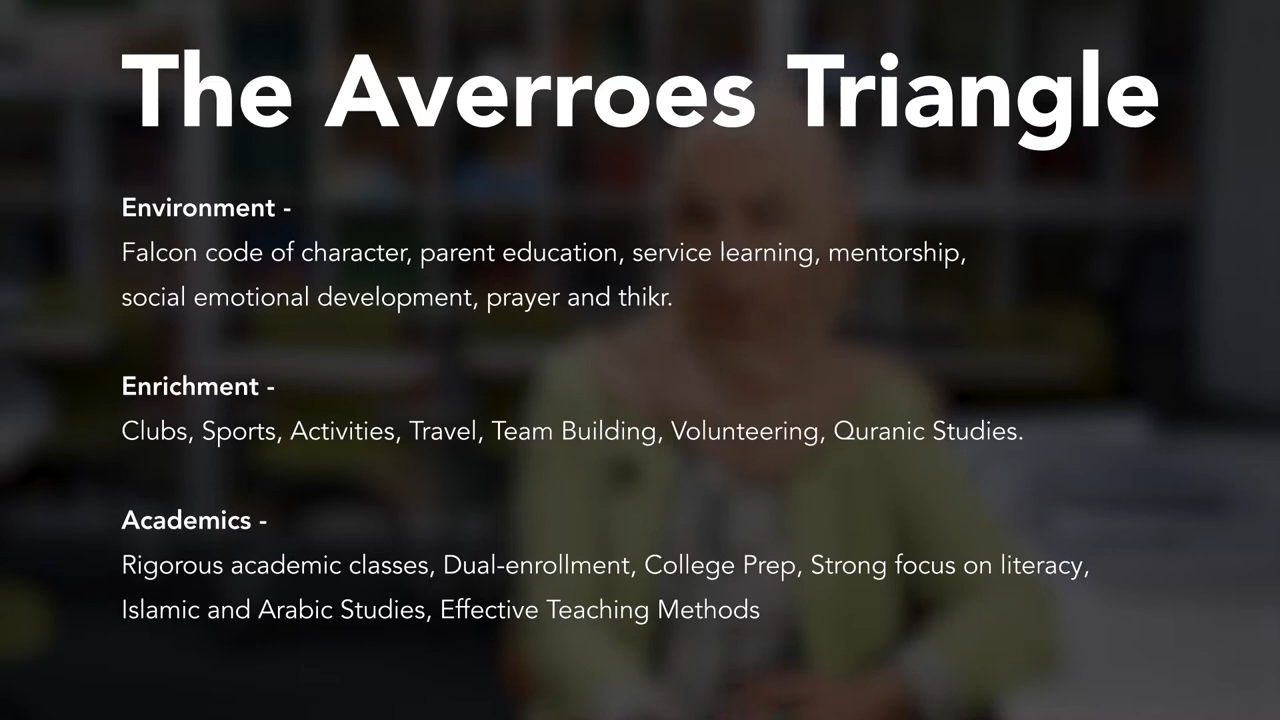 The Averroes Triangle
Environment -
Falcon code of character, parent education, service learning, mentorship,
social emotional development, prayer and thikr.
Enrichment -
Clubs, Sports, Activities, Travel, Team Building, Volunteering, Quranic Studies.
Academics -
Rigorous academic classes, Dual-enrollment, College Prep, Strong focus on literacy,
Islamic and Arabic Studies, Effective Teaching Methods